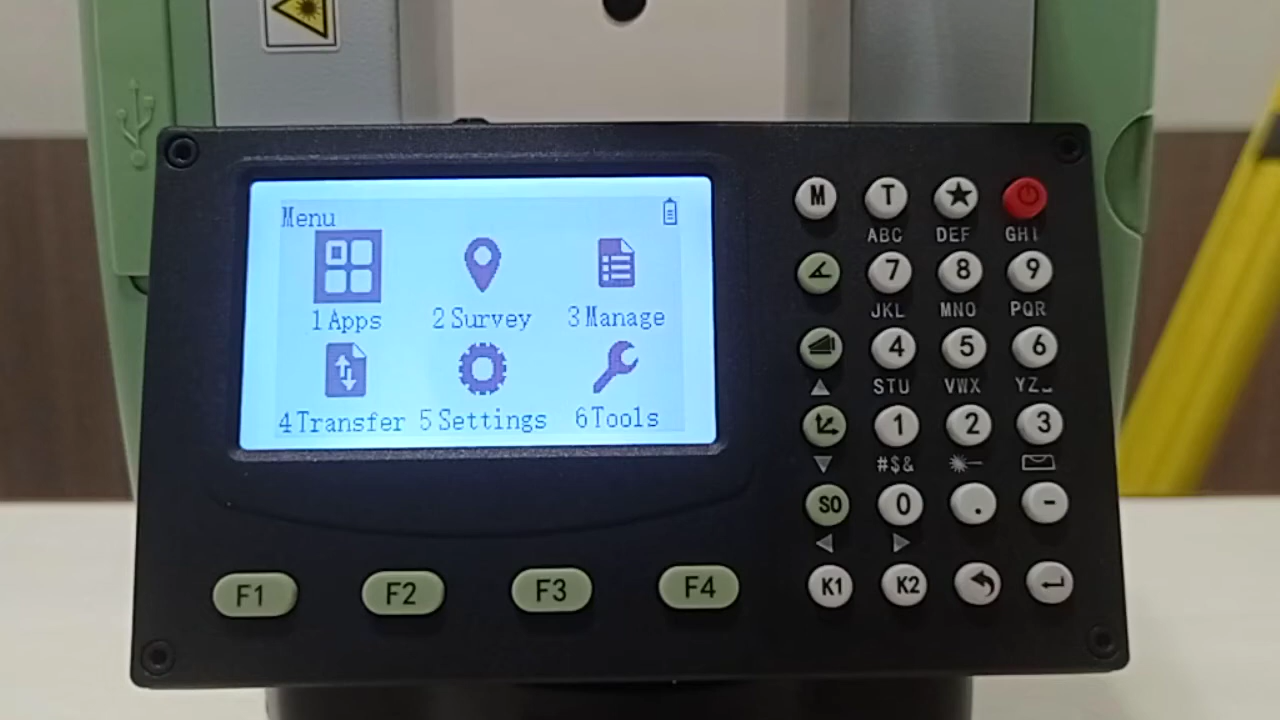 Menu
1 Apps 2 Survey 3 Manage
4 Transfer 5 Settings 6 Tools
F1 F2 F3 F4
M T
ABC DEF GHI
7 8 9
JKL MNO PQR
4 5 6
STU VWX YZ_
1 2 3
#$&
SO 0 . -
K1 K2